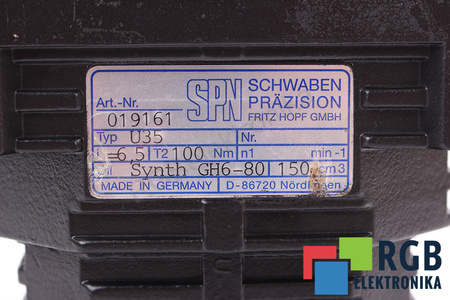 SPN SCHWABEN
PRÄZISION
FRITZ HOPF GMBH
Art.-Nr.
019161
Typ U35 Nr.
=6,5 T2 100 Nm n1 min -1
Synth GH6-80 150 cm3
MADE IN GERMANY D-86720 Nördlingen
RGB
ELEKTRONIKA